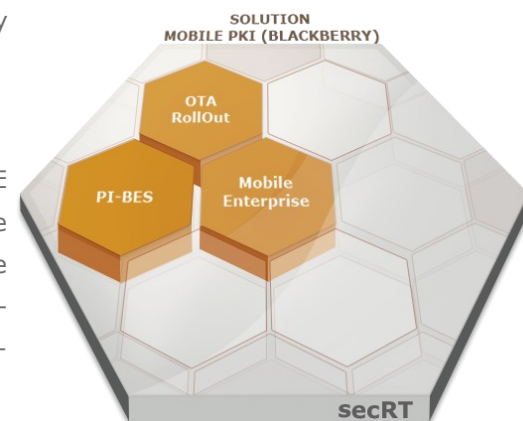 SOLUTION
MOBILE PKI (BLACKBERRY)
OTA
RollOut
PI-BES
Mobile
Enterprise
secRT